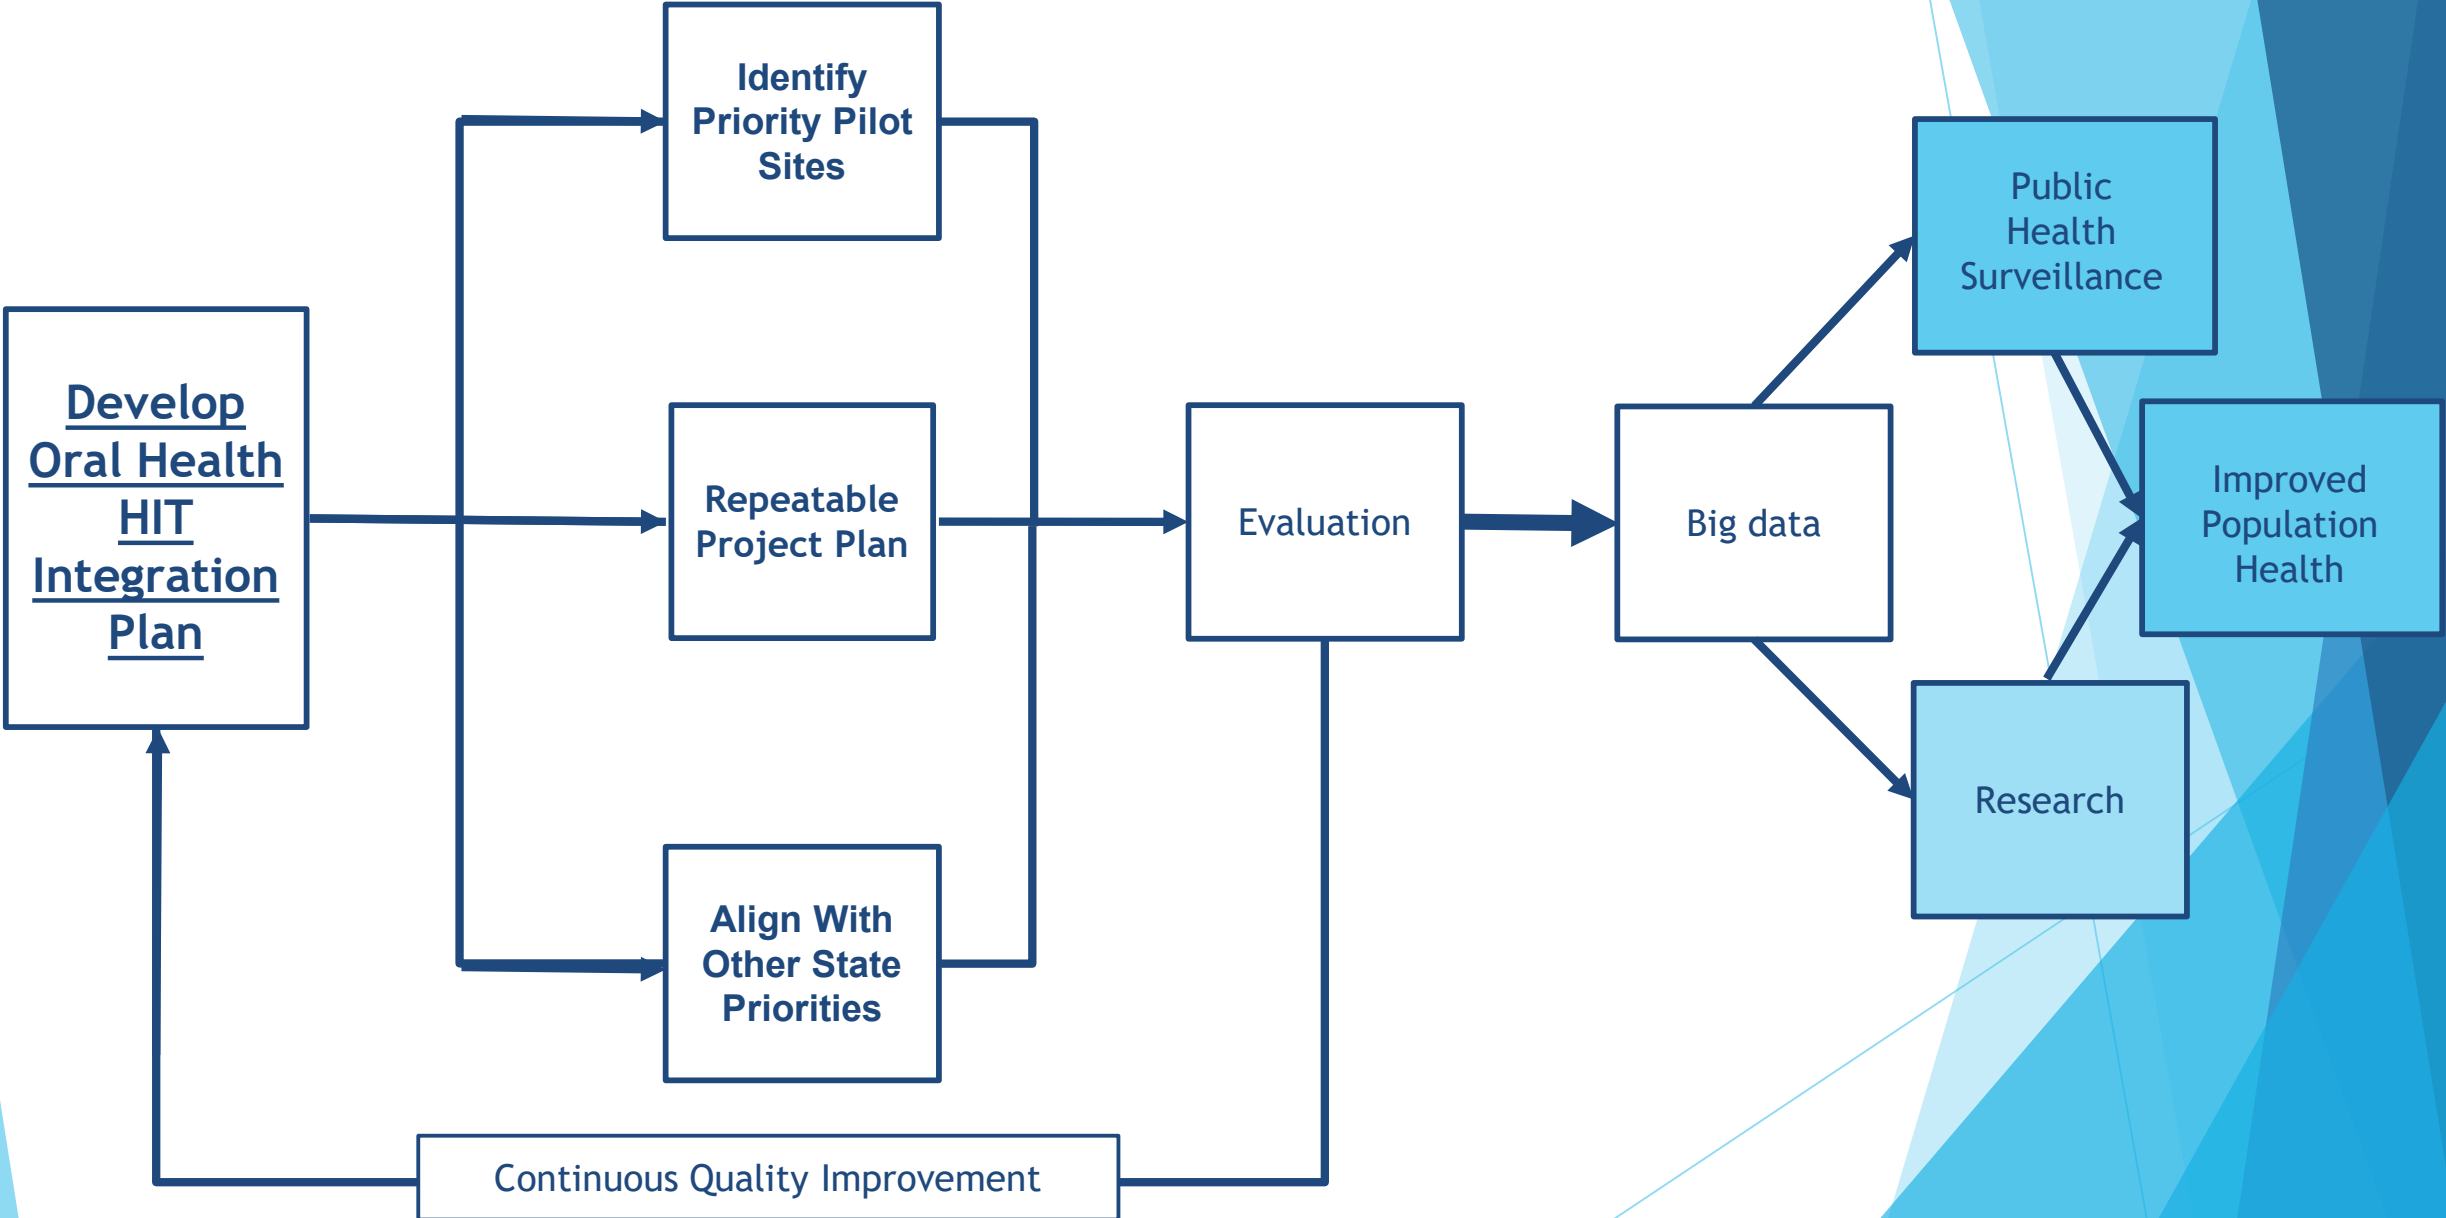 Identify
Priority Pilot
Sites
Public
Health
Surveillance
Develop
Oral Health
HIT
Integration
Plan
Repeatable
Project Plan
Evaluation
Big data
Improved
Population
Health
Research
Align With
Other State
Priorities
Continuous Quality Improvement